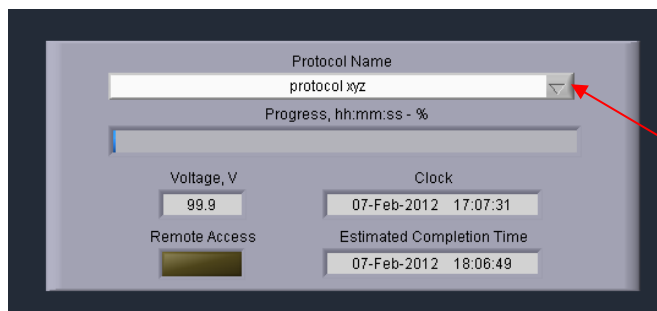 Protocol Name
protocol xyz
Progress, hh:mm:ss - %
Voltage, V
Clock
99.9
07-Feb-2012 17:07:31
Remote Access
Estimated Completion Time
07-Feb-2012 18:06:49